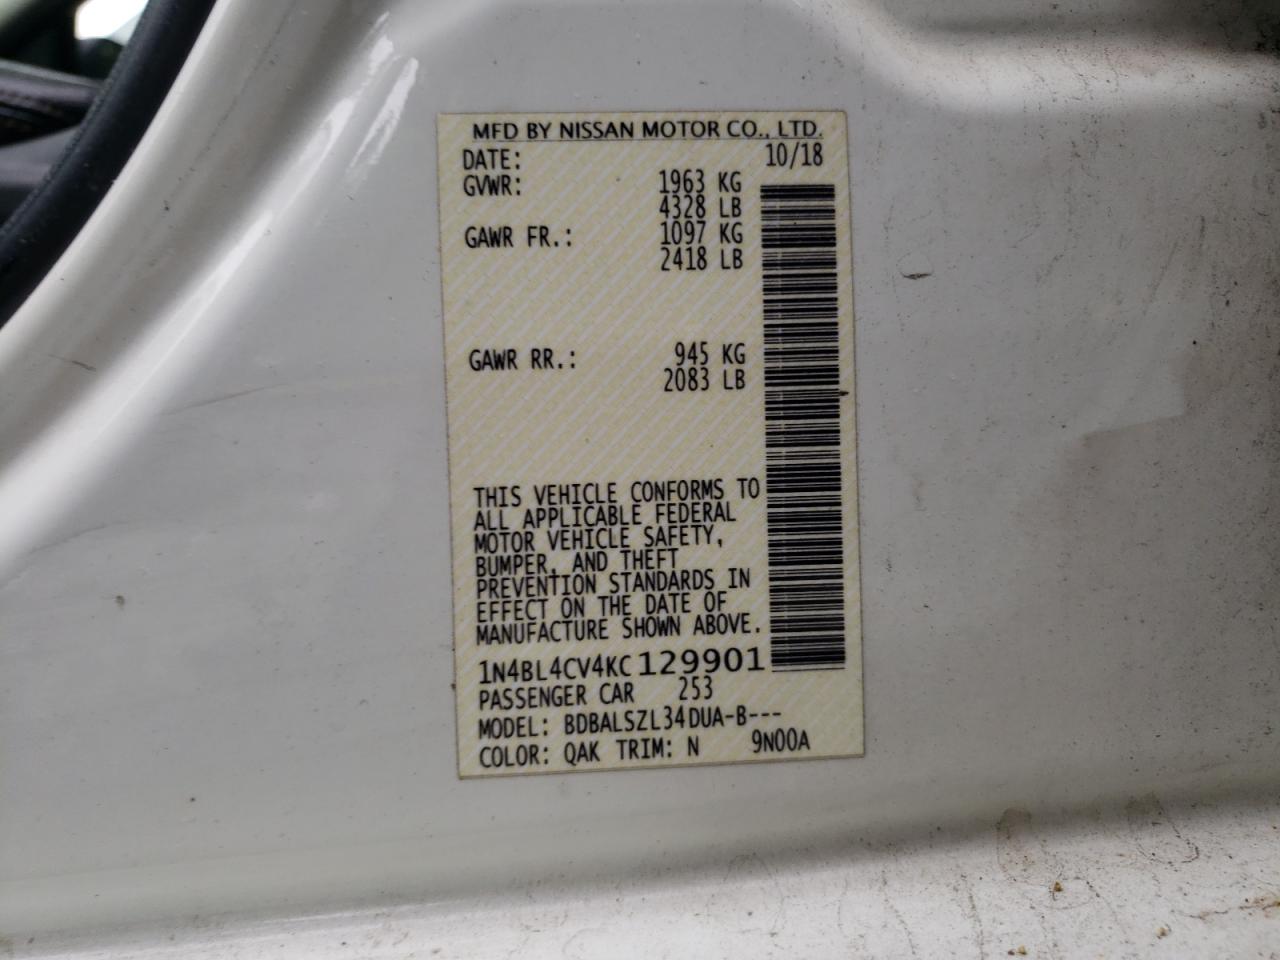 MFD BY NISSAN MOTOR CO., LTD.
DATE: 10/18
GVWR: 1963 KG
4328 LB
GAWR FR.: 1097 KG
2418 LB
GAWR RR.: 945 KG
2083 LB
THIS VEHICLE CONFORMS TO
ALL APPLICABLE FEDERAL
MOTOR VEHICLE SAFETY,
BUMPER, AND THEFT
PREVENTION STANDARDS IN
EFFECT ON THE DATE OF
MANUFACTURE SHOWN ABOVE.
1N4BL4CV4KC129901
PASSENGER CAR 253
MODEL: BDBALSZL34DUA-B---
COLOR: QAK TRIM: N 9N00A